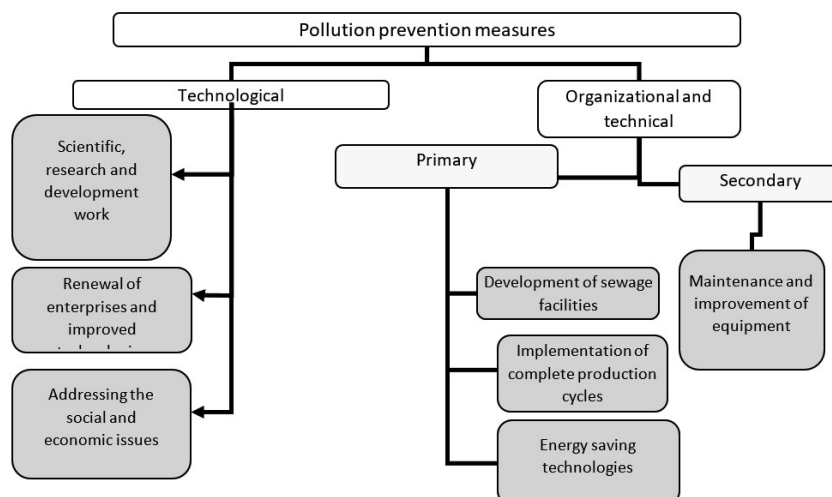 Pollution prevention measures
Technological
Organizational and
technical
Scientific,
research and
development
work
Primary
Secondary
Renewal of
enterprises and
improved
Development of sewage
facilities
Maintenance and
improvement of
equipment
Implementation of
complete production
cycles
Addressing the
social and
economic issues
Energy saving
technologies